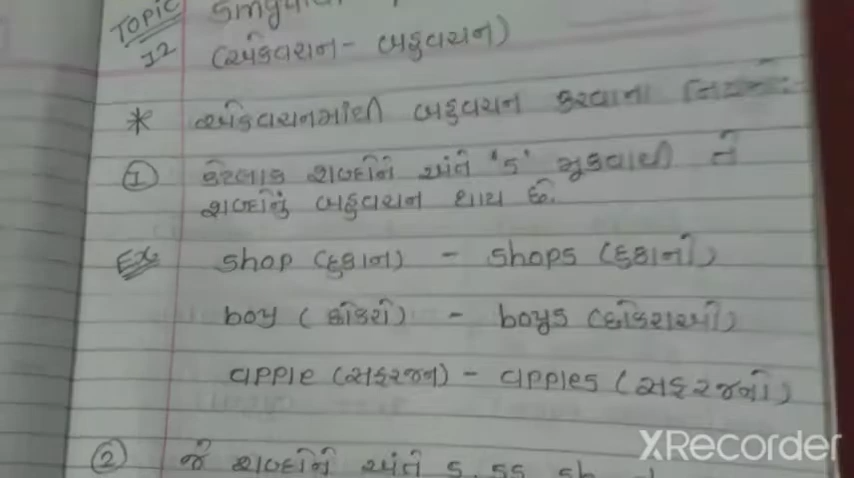 TOPIC
12
(એકવચન - બહુવચન)
* એકવચનમાંથી બહુવચન કરવાના
① કેટલાક શબ્દોને અંતે 's' મૂકવાથી તે
શબ્દોનું બહુવચન થાય છે.
Ex shop (દુકાન) - shops (દુકાનો)
boy (છોકરો) - boys (છોકરાઓ)
apple (સફરજન) - apples (સફરજનો)
② જે શબ્દોને અંતે s, ss, sh
XRecorder